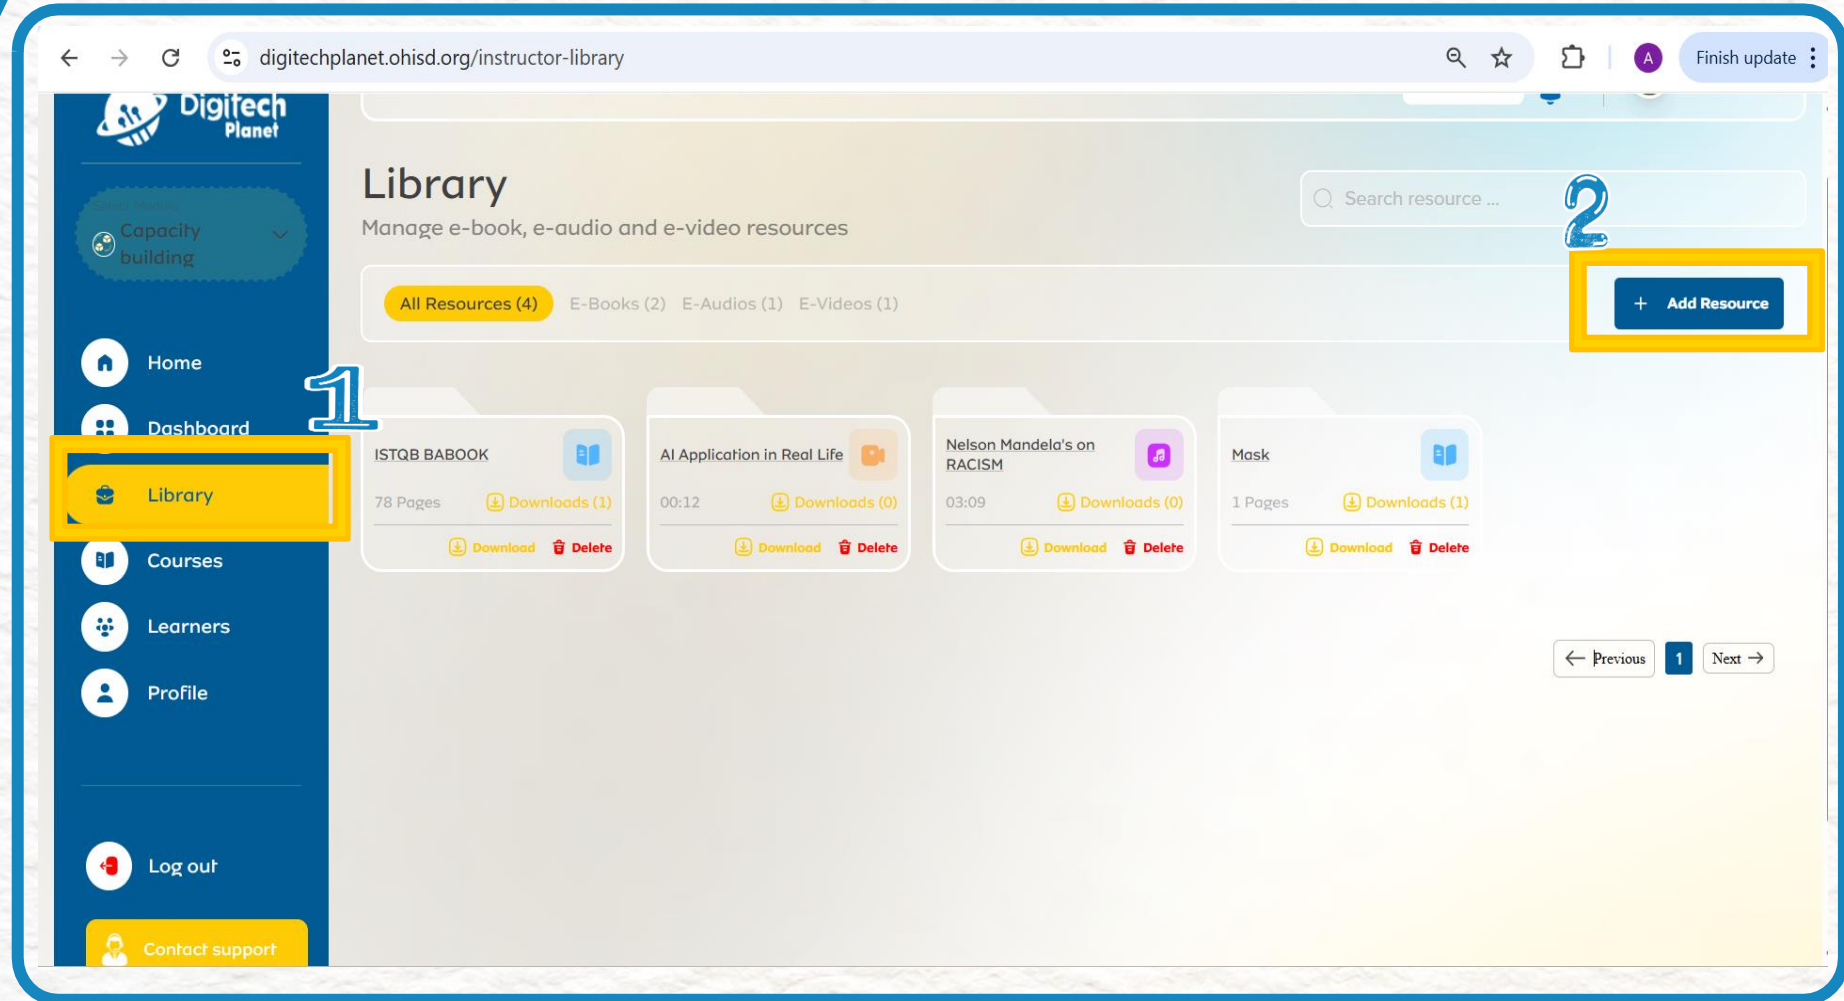 digitechplanet.ohisd.org/instructor-library
A
Finish update
Digitech
Planet
Library
Manage e-book, e-audio and e-video resources
Search resource ...
2
Select Module
Capacity
building
All Resources (4) E-Books (2) E-Audios (1) E-Videos (1)
+ Add Resource
Home
1
Dashboard
Library
Courses
Learners
Profile
ISTQB BABOOK
78 Pages Downloads (1)
Download Delete
AI Application in Real Life
00:12 Downloads (0)
Download Delete
Nelson Mandela's on
RACISM
03:09 Downloads (0)
Download Delete
Mask
1 Pages Downloads (1)
Download Delete
← Previous 1 Next →
Log out
Contact support